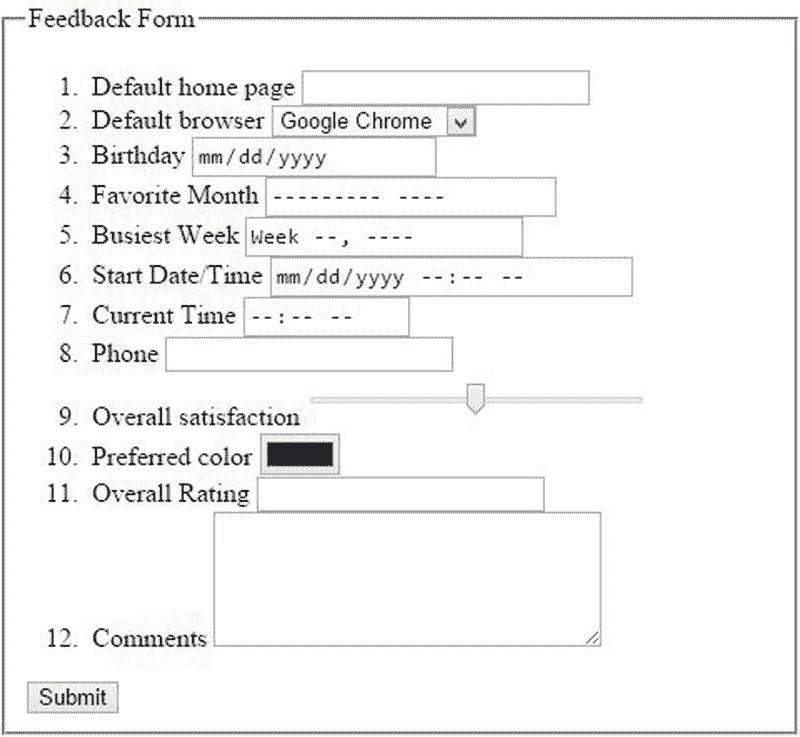 Feedback Form
1. Default home page
2. Default browser Google Chrome
3. Birthday mm/dd/yyyy
4. Favorite Month --------- ----
5. Busiest Week Week --, ----
6. Start Date/Time mm/dd/yyyy --:-- --
7. Current Time --:-- --
8. Phone
9. Overall satisfaction
10. Preferred color
11. Overall Rating
12. Comments
Submit